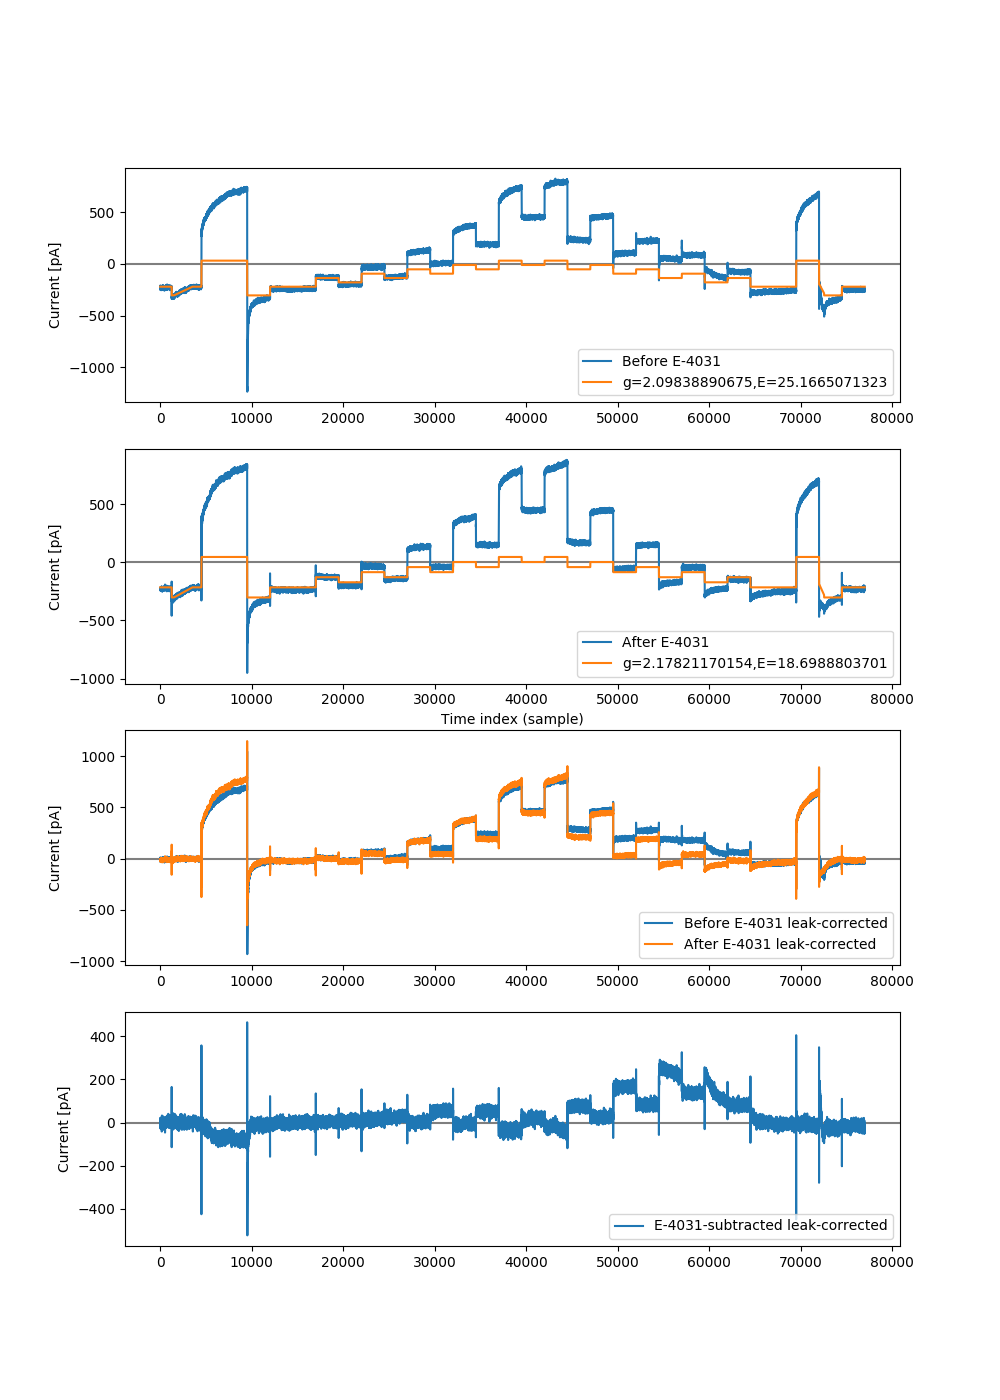 500
0
−500
−1000
Current [pA]
Before E-4031
g=2.09838890675,E=25.1665071323
0 10000 20000 30000 40000 50000 60000 70000 80000
500
0
−500
−1000
Current [pA]
After E-4031
g=2.17821170154,E=18.6988803701
0 10000 20000 30000 40000 50000 60000 70000 80000
Time index (sample)
1000
500
0
−500
−1000
Current [pA]
Before E-4031 leak-corrected
After E-4031 leak-corrected
0 10000 20000 30000 40000 50000 60000 70000 80000
400
200
0
−200
−400
Current [pA]
E-4031-subtracted leak-corrected
0 10000 20000 30000 40000 50000 60000 70000 80000